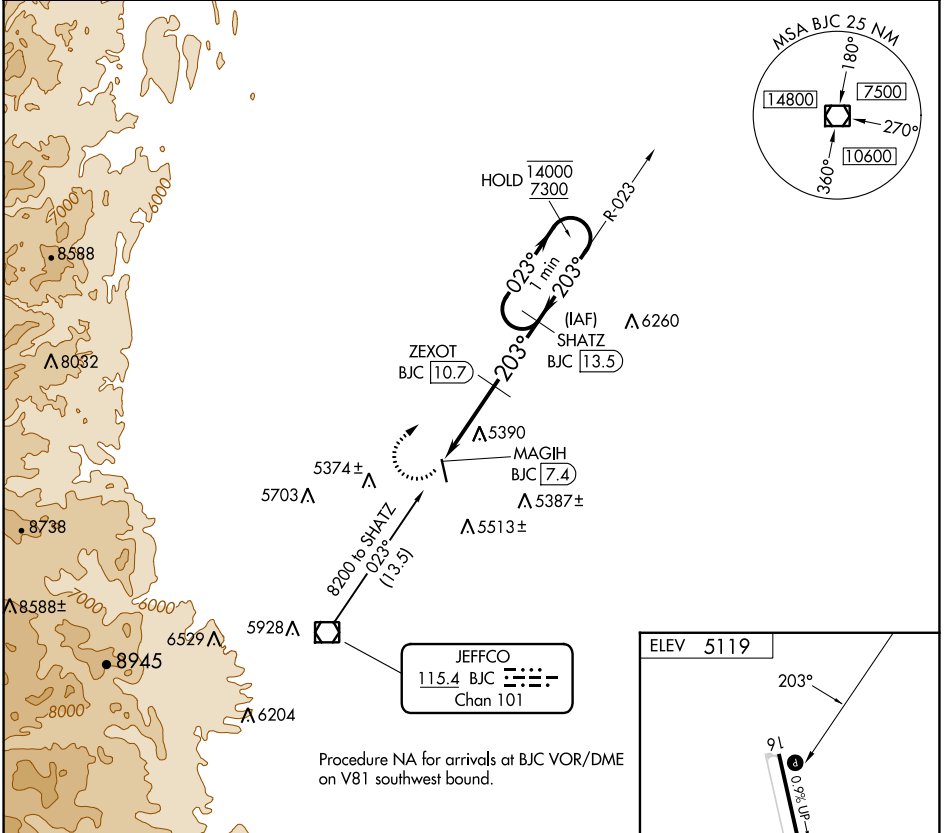 MSA BJC 25 NM
180°
14800
7500
270°
10600
360°
HOLD 14000
7300
R-023
7000
6000
8588
023°
1 min
203°
(IAF)
SHATZ
BJC 13.5
6260
8032
ZEXOT
BJC 10.7
203°
5390
MAGIH
BJC 7.4
5374±
5703
5387±
5513±
8738
8200 to SHATZ
023°
(13.5)
8588±
7000
6000
6529
5928
8945
8000
6204
JEFFCO
115.4 BJC
Chan 101
Procedure NA for arrivals at BJC VOR/DME
on V81 southwest bound.
ELEV 5119
203°
16
P
0.9% UP